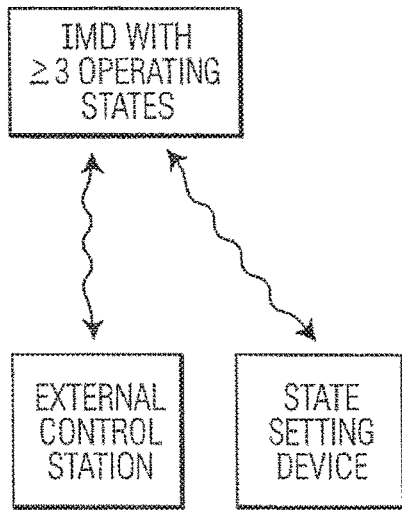 IMD WITH
≥ 3 OPERATING
STATES
EXTERNAL
CONTROL
STATION
STATE
SETTING
DEVICE